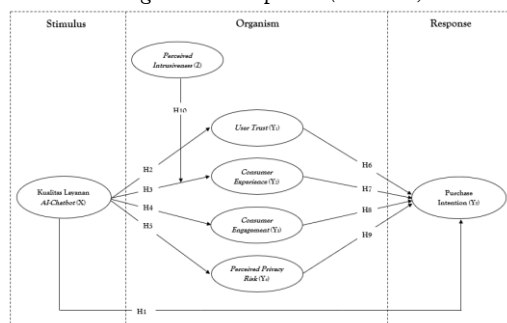 Stimulus
Organism
Response
Perceived
Intrusiveness (Z)
H10
User Trust (Y₁)
H2
H6
Kualitas Layanan
AI-Chatbot (X)
H3
Consumer
Experience (Y₂)
H7
Purchase
Intention (Y₅)
H4
Consumer
Engagement (Y₃)
H8
H5
H9
Perceived Privacy
Risk (Y₄)
H1